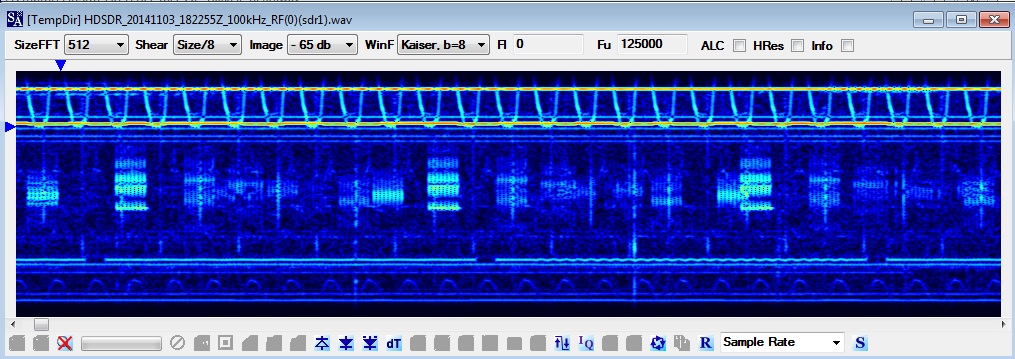 SA [TempDir] HDSDR_20141103_182255Z_100kHz_RF(0)(sdr1).wav
SizeFFT 512 Shear Size/8 Image - 65 db WinF Kaiser, b=8 Fl 0 Fu 125000 ALC HRes Info
dT IQ R Sample Rate S